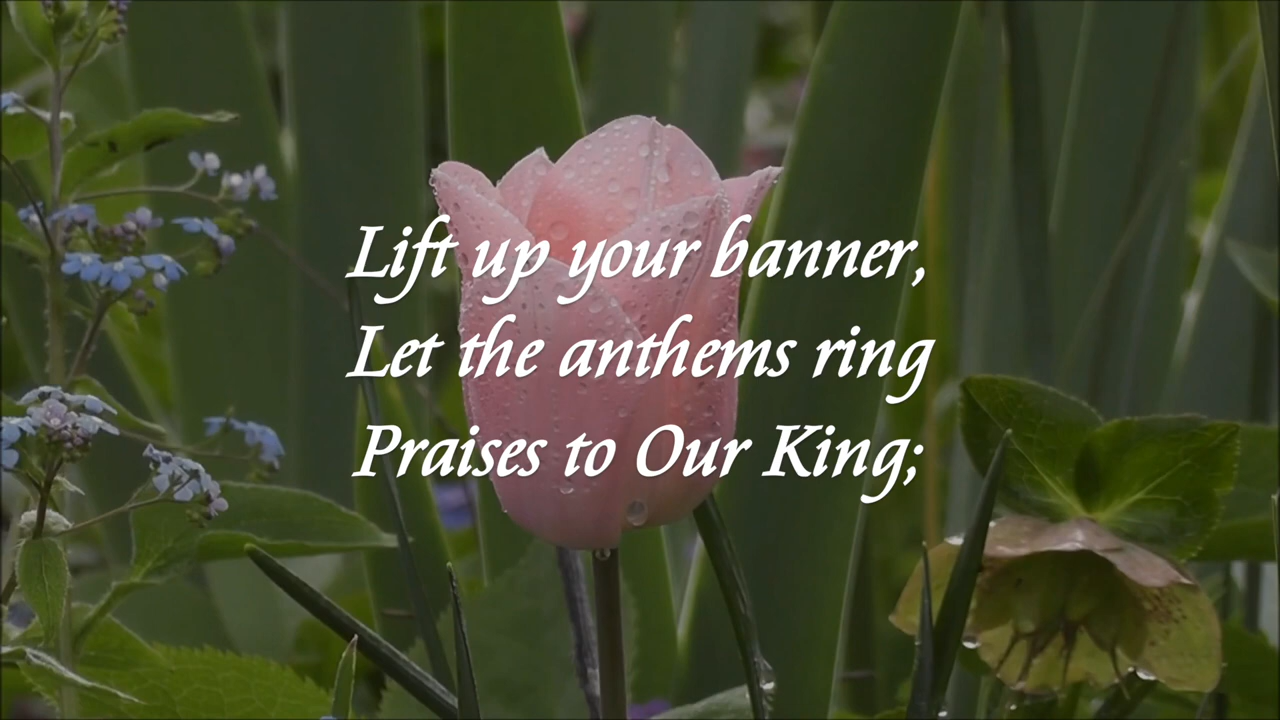 Lift up your banner,
Let the anthems ring
Praises to Our King;